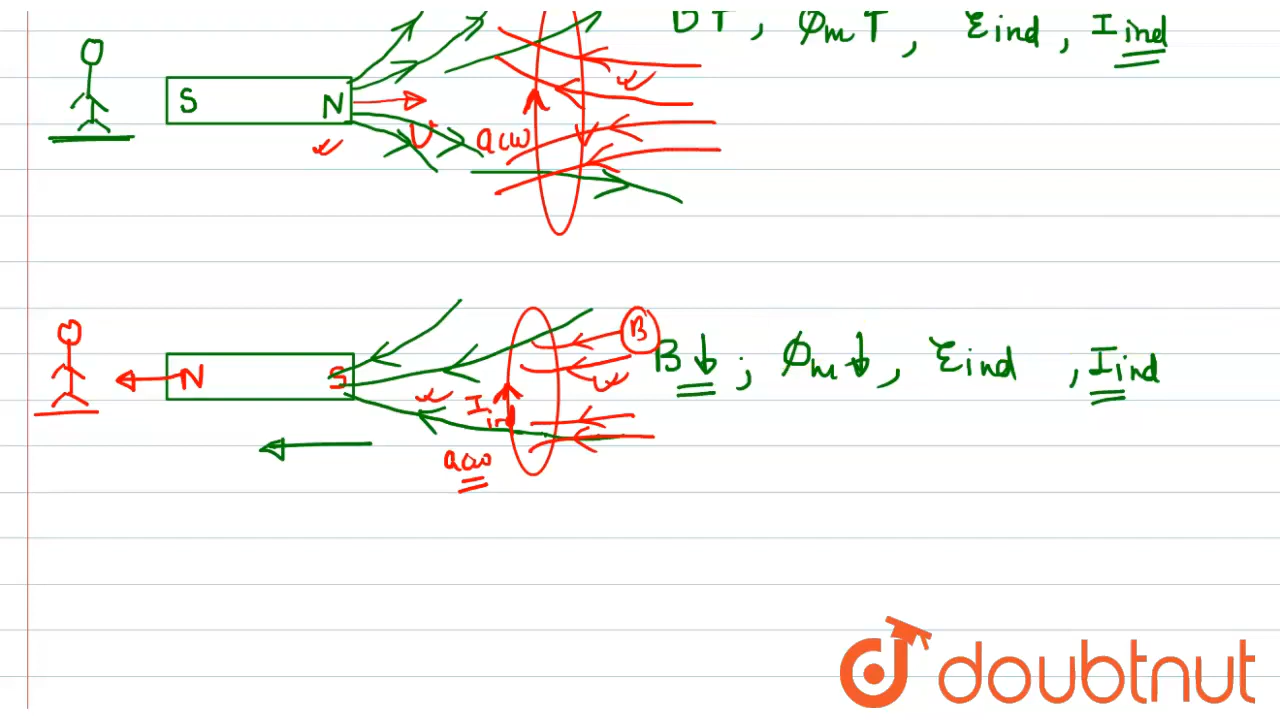 B↑, φm↑, εind, Iind
S N
v
acw
B
B↓; φm↓, εind, Iind
N S
Iind
acw
doubtnut